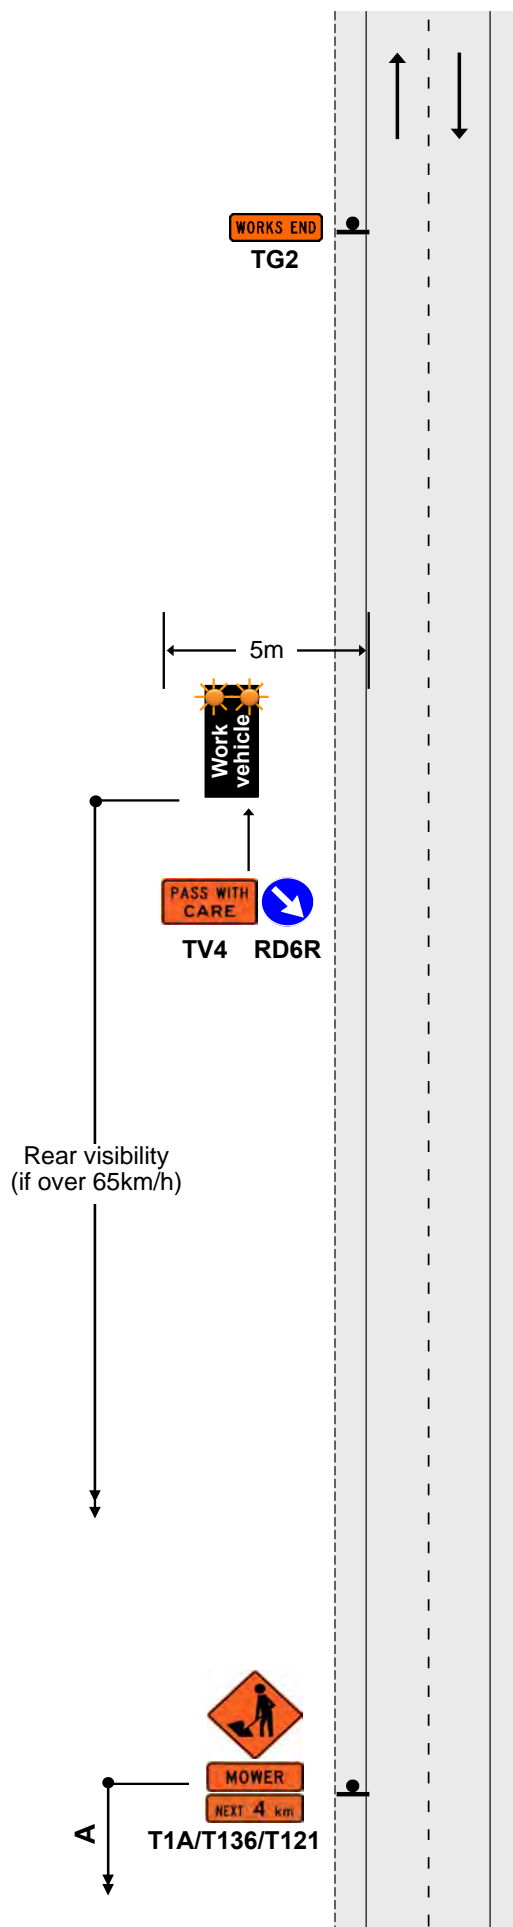 WORKS END
TG2
5m
Work
vehicle
PASS WITH
CARE
TV4 RD6R
Rear visibility
(if over 65km/h)
MOWER
NEXT 4 km
A
T1A/T136/T121